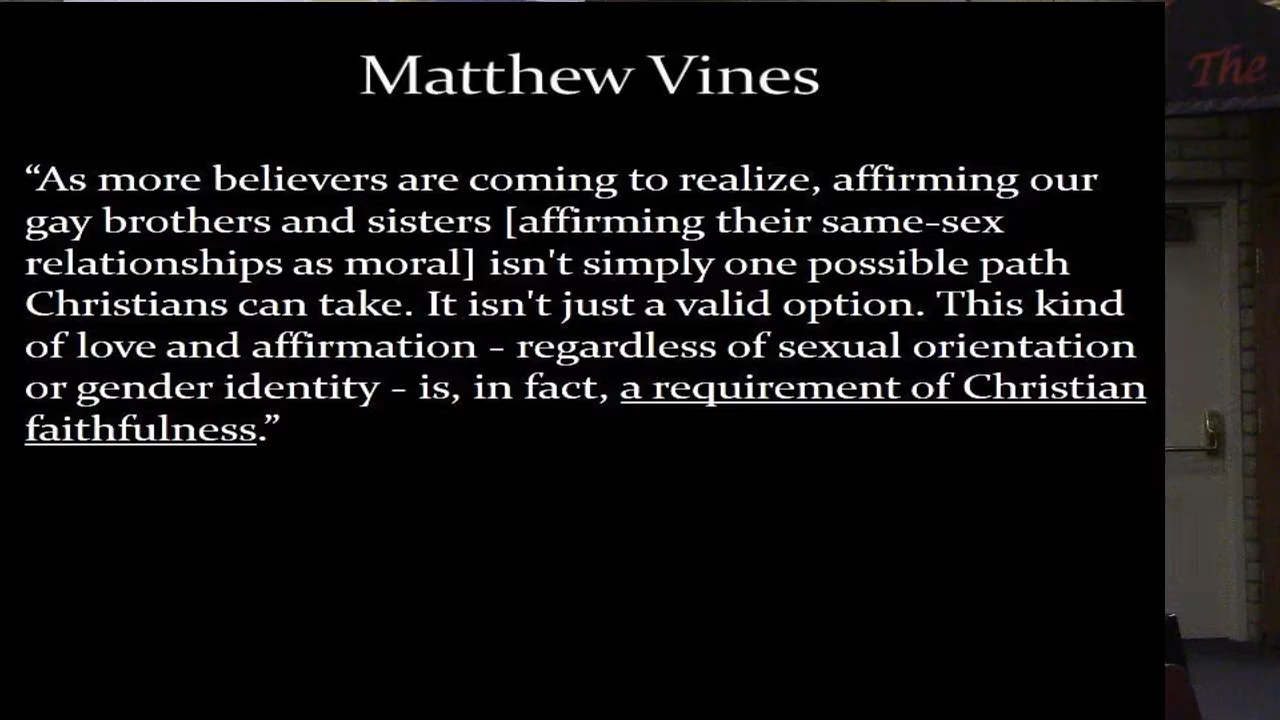 Matthew Vines
The
“As more believers are coming to realize, affirming our
gay brothers and sisters [affirming their same-sex
relationships as moral] isn't simply one possible path
Christians can take. It isn't just a valid option. This kind
of love and affirmation - regardless of sexual orientation
or gender identity - is, in fact, a requirement of Christian
faithfulness.”